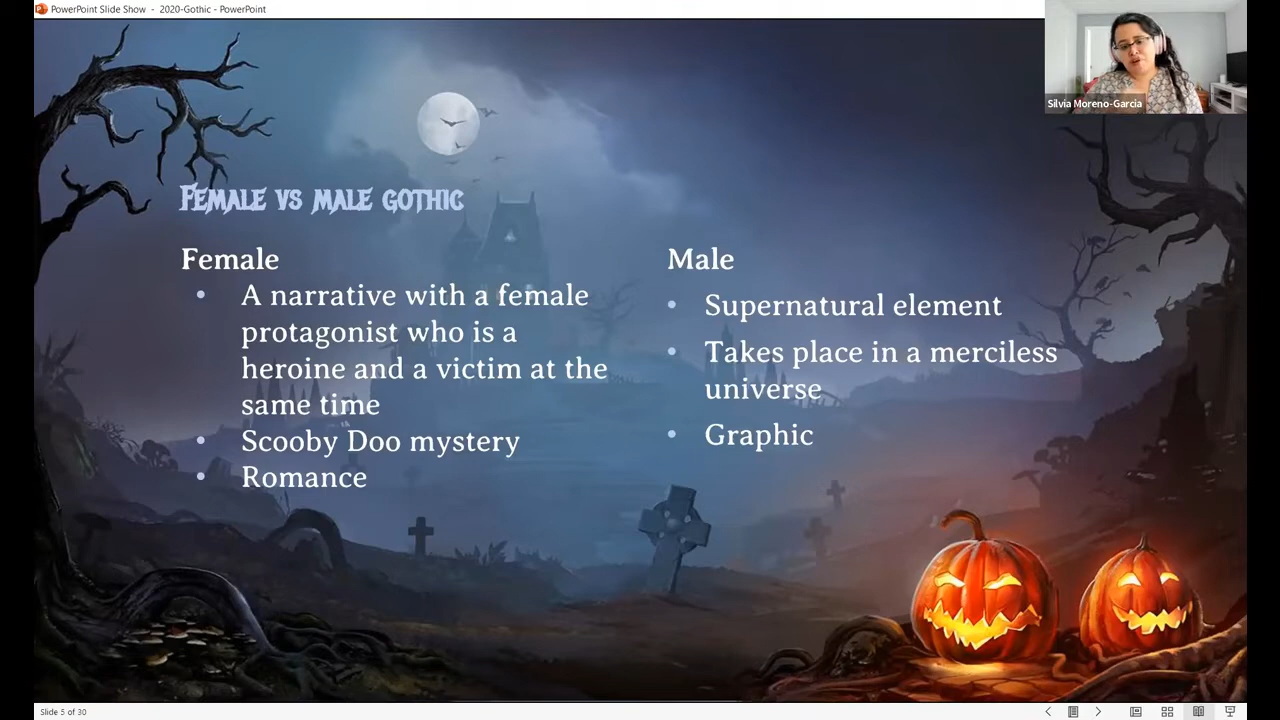 PowerPoint Slide Show - 2020-Gothic - PowerPoint
Silvia Moreno-Garcia
Female vs male gothic
Female
• A narrative with a female
protagonist who is a
heroine and a victim at the
same time
• Scooby Doo mystery
• Romance
Male
• Supernatural element
• Takes place in a merciless
universe
• Graphic
Slide 5 of 30